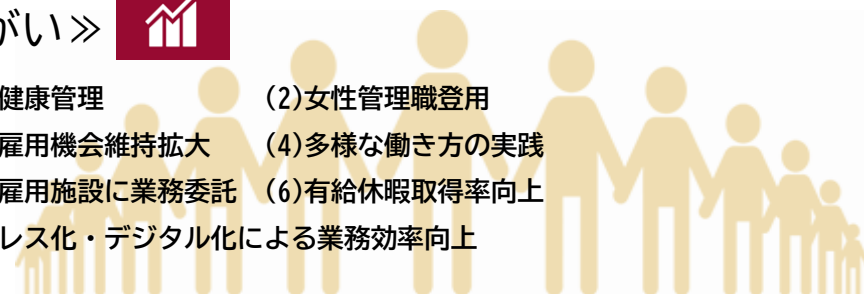 がい≫
健康管理 (2)女性管理職登用
雇用機会維持拡大 (4)多様な働き方の実践
雇用施設に業務委託 (6)有給休暇取得率向上
レス化・デジタル化による業務効率向上